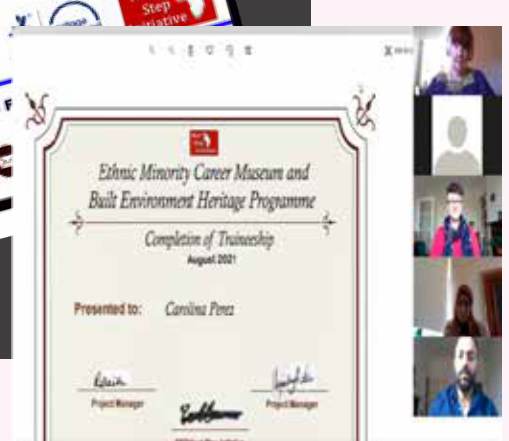 Step
Initiative
Ethnic Minority Career Museum and
Built Environment Heritage Programme
Completion of Traineeship
August 2021
Presented to: Carolina Perez
Project Manager
Project Manager